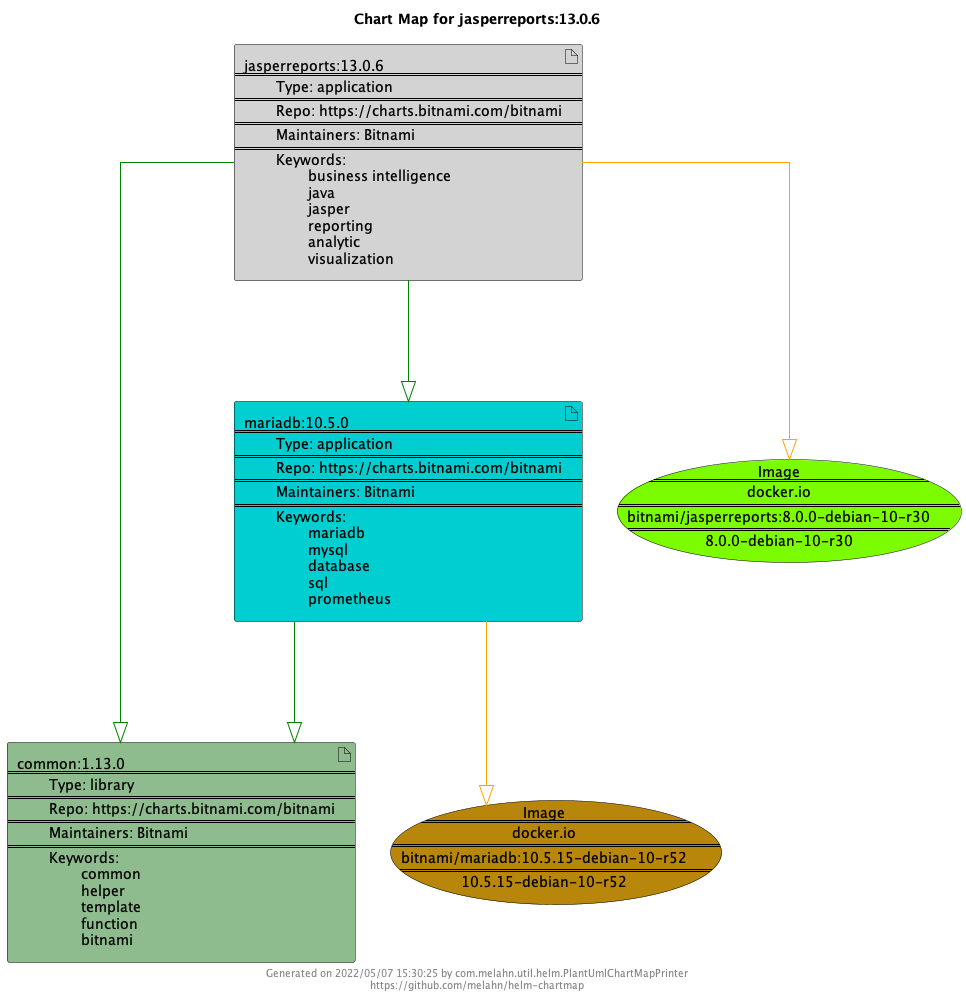 Chart Map for jasperreports:13.0.6
jasperreports:13.0.6
Type: application
Repo: https://charts.bitnami.com/bitnami
Maintainers: Bitnami
Keywords:
business intelligence
java
jasper
reporting
analytic
visualization
mariadb:10.5.0
Type: application
Repo: https://charts.bitnami.com/bitnami
Maintainers: Bitnami
Keywords:
mariadb
mysql
database
sql
prometheus
Image
docker.io
bitnami/jasperreports:8.0.0-debian-10-r30
8.0.0-debian-10-r30
common:1.13.0
Type: library
Repo: https://charts.bitnami.com/bitnami
Maintainers: Bitnami
Keywords:
common
helper
template
function
bitnami
Image
docker.io
bitnami/mariadb:10.5.15-debian-10-r52
10.5.15-debian-10-r52
Generated on 2022/05/07 15:30:25 by com.melahn.util.helm.PlantUmlChartMapPrinter
https://github.com/melahn/helm-chartmap